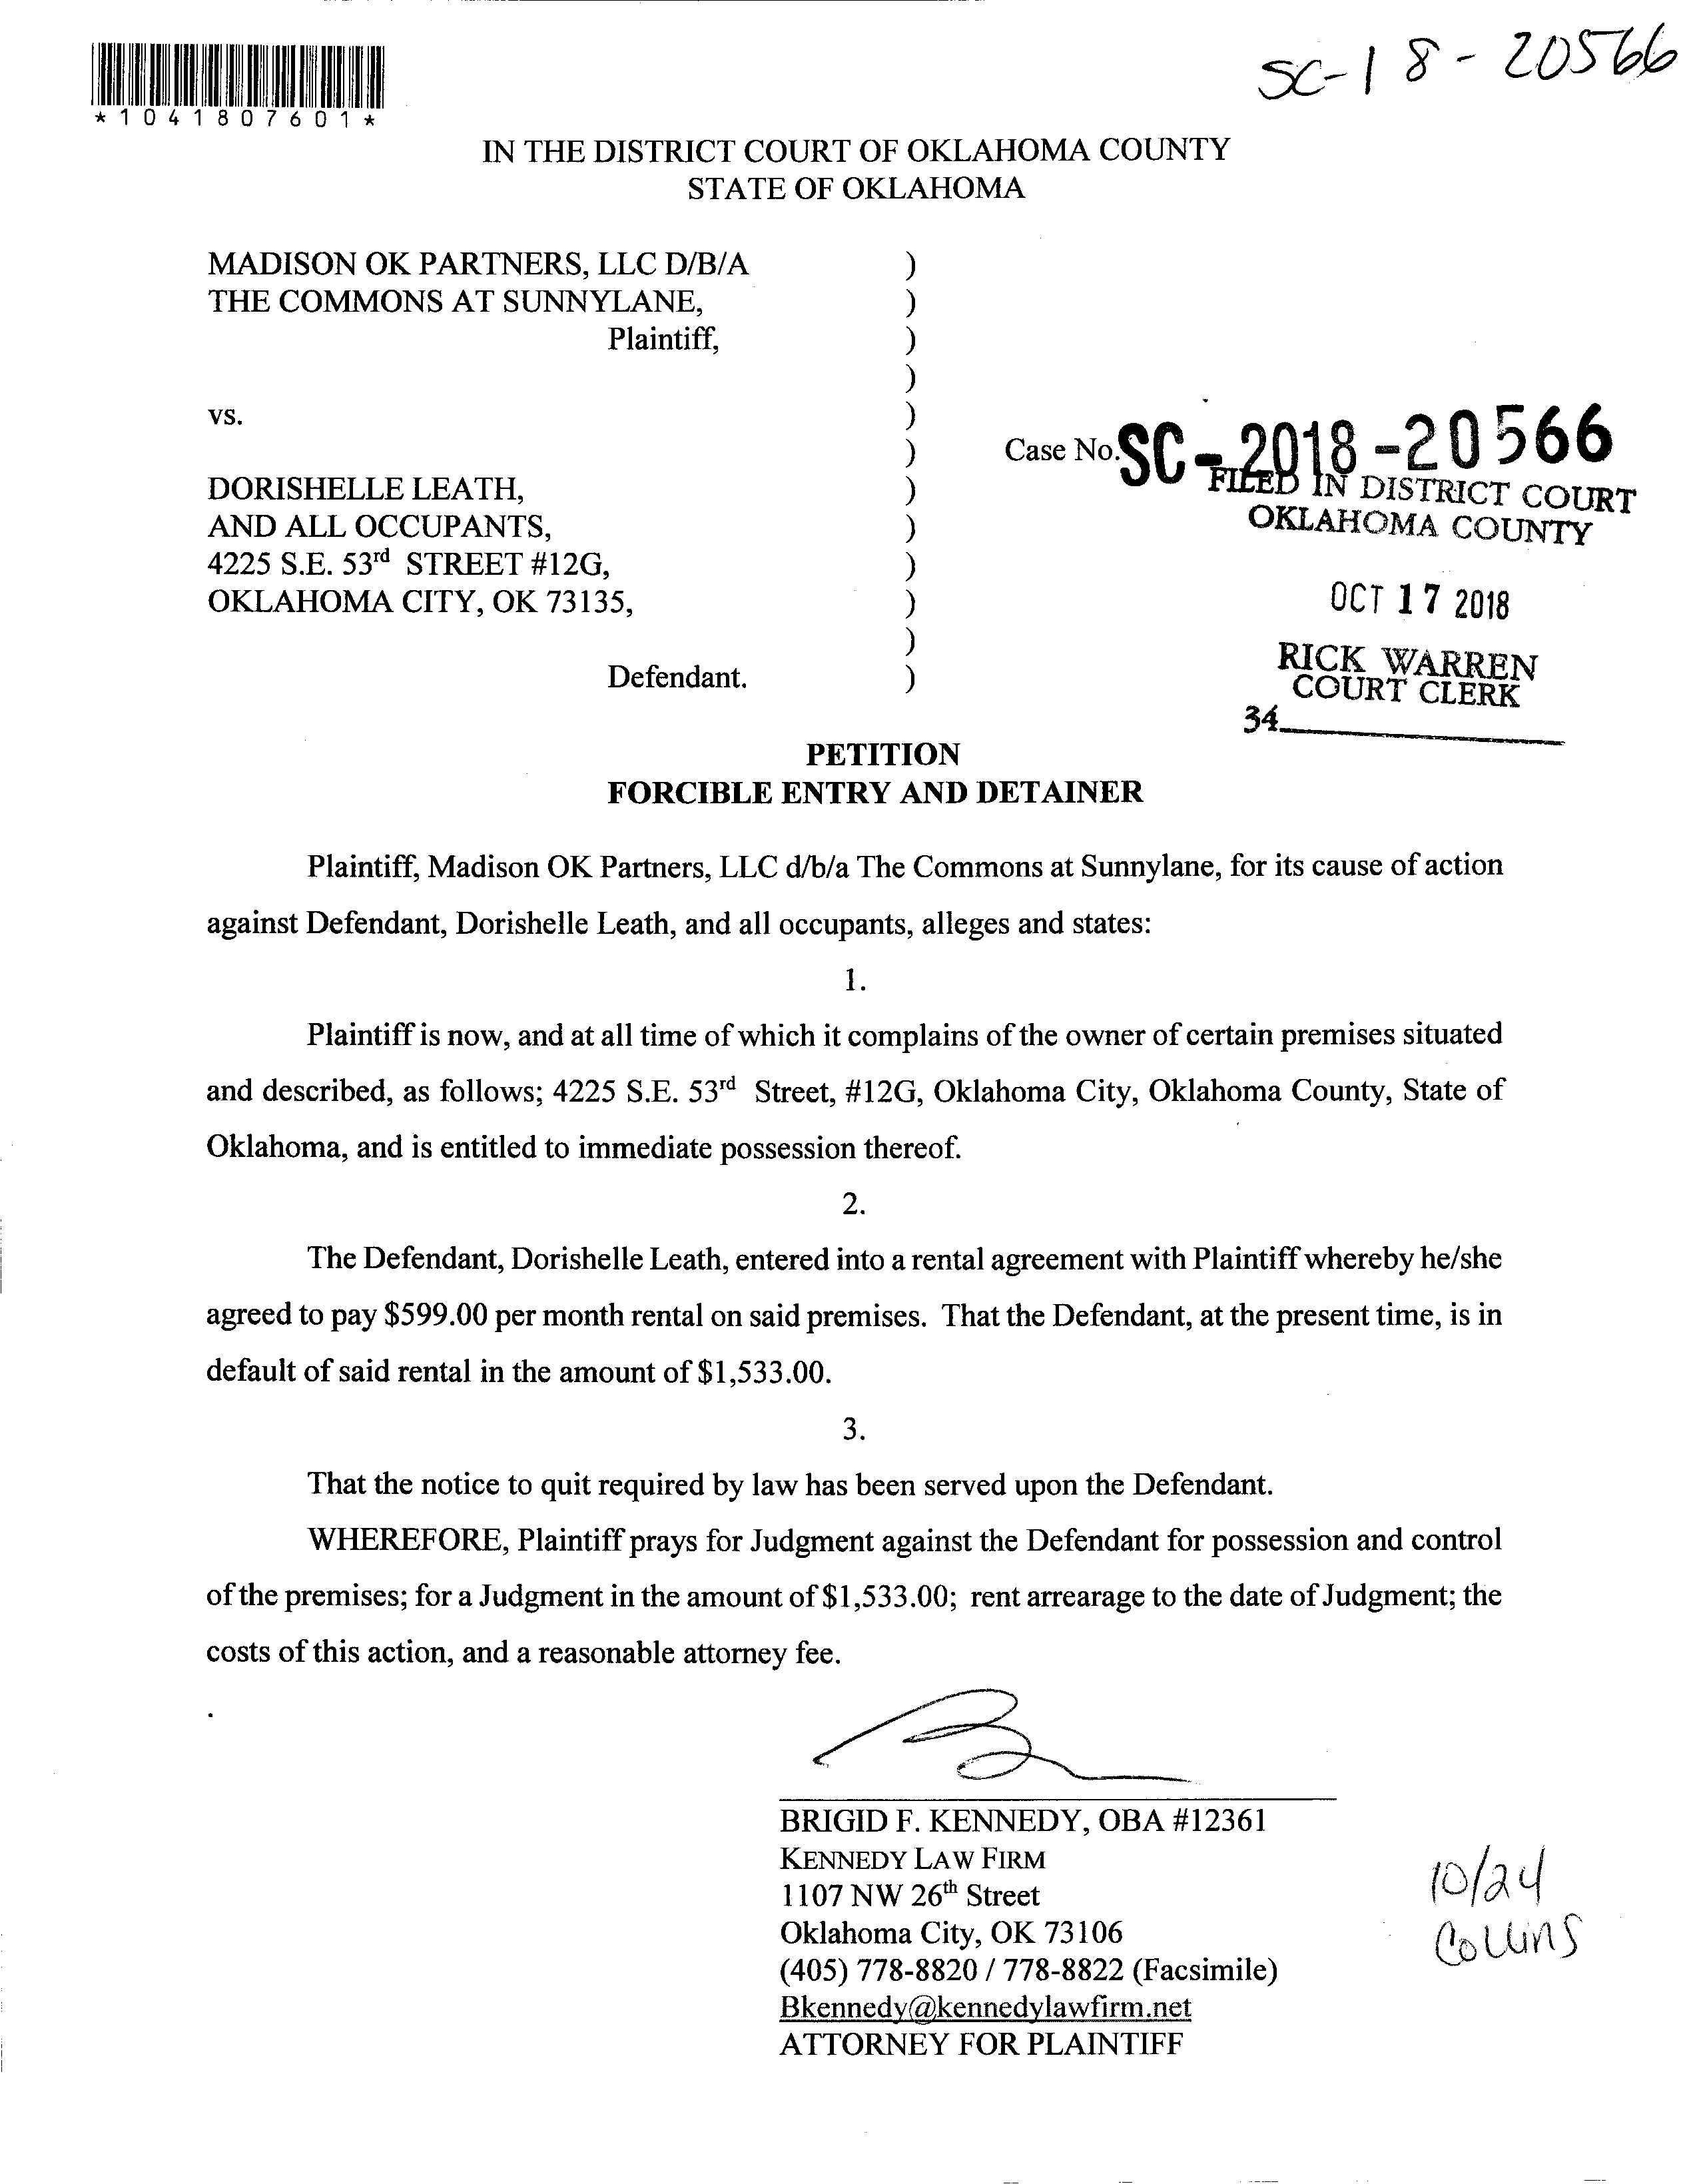 SC-18-20566
*1041807601*
IN THE DISTRICT COURT OF OKLAHOMA COUNTY
STATE OF OKLAHOMA
MADISON OK PARTNERS, LLC D/B/A )
THE COMMONS AT SUNNYLANE, )
Plaintiff, )
)
vs. )
Case No. SC-2018-20566
)
DORISHELLE LEATH, )
AND ALL OCCUPANTS, )
4225 S.E. 53rd STREET #12G, )
OKLAHOMA CITY, OK 73135, )
)
Defendant. )
FILED IN DISTRICT COURT
OKLAHOMA COUNTY
OCT 17 2018
RICK WARREN
COURT CLERK
34
PETITION
FORCIBLE ENTRY AND DETAINER
Plaintiff, Madison OK Partners, LLC d/b/a The Commons at Sunnylane, for its cause of action
against Defendant, Dorishelle Leath, and all occupants, alleges and states:
1.
Plaintiff is now, and at all time of which it complains of the owner of certain premises situated
and described, as follows; 4225 S.E. 53rd Street, #12G, Oklahoma City, Oklahoma County, State of
Oklahoma, and is entitled to immediate possession thereof.
2.
The Defendant, Dorishelle Leath, entered into a rental agreement with Plaintiff whereby he/she
agreed to pay $599.00 per month rental on said premises. That the Defendant, at the present time, is in
default of said rental in the amount of $1,533.00.
3.
That the notice to quit required by law has been served upon the Defendant.
WHEREFORE, Plaintiff prays for Judgment against the Defendant for possession and control
of the premises; for a Judgment in the amount of $1,533.00; rent arrearage to the date of Judgment; the
costs of this action, and a reasonable attorney fee.
BRIGID F. KENNEDY, OBA #12361
KENNEDY LAW FIRM
1107 NW 26th Street
Oklahoma City, OK 73106
(405) 778-8820 / 778-8822 (Facsimile)
Bkennedy@kennedylawfirm.net
ATTORNEY FOR PLAINTIFF
10/24
Collins